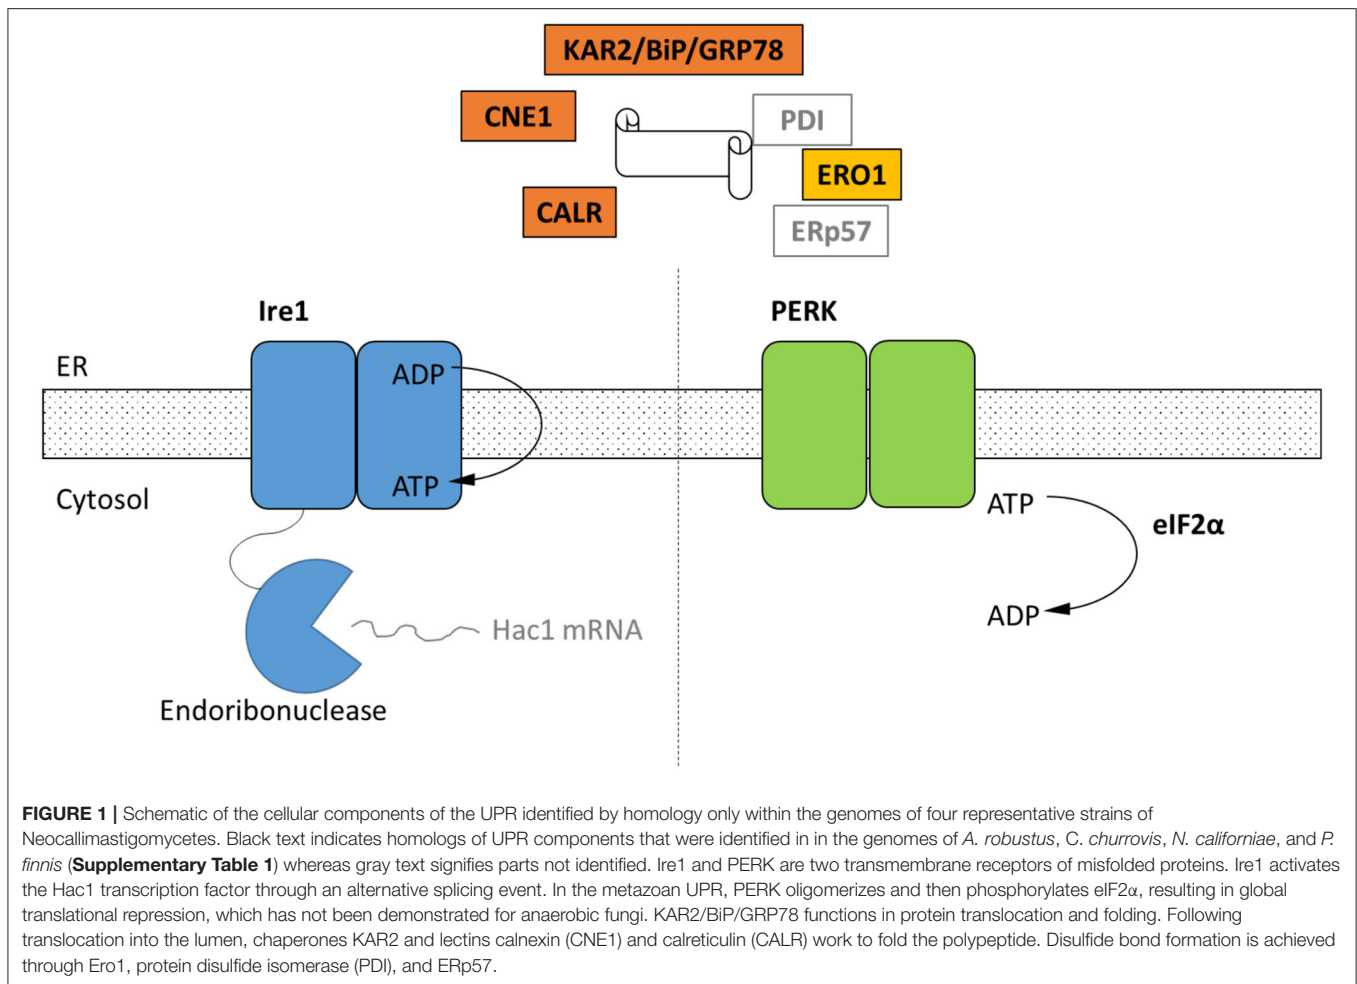 KAR2/BiP/GRP78
CNE1
PDI
ERO1
CALR
ERp57
Ire1
PERK
ER
ADP
ATP
Cytosol
ATP
eIF2α
ADP
Hac1 mRNA
Endoribonuclease
FIGURE 1 | Schematic of the cellular components of the UPR identified by homology only within the genomes of four representative strains of
Neocallimastigomycetes. Black text indicates homologs of UPR components that were identified in in the genomes of A. robustus, C. churrovis, N. californiae, and P.
finnis (Supplementary Table 1) whereas gray text signifies parts not identified. Ire1 and PERK are two transmembrane receptors of misfolded proteins. Ire1 activates
the Hac1 transcription factor through an alternative splicing event. In the metazoan UPR, PERK oligomerizes and then phosphorylates eIF2α, resulting in global
translational repression, which has not been demonstrated for anaerobic fungi. KAR2/BiP/GRP78 functions in protein translocation and folding. Following
translocation into the lumen, chaperones KAR2 and lectins calnexin (CNE1) and calreticulin (CALR) work to fold the polypeptide. Disulfide bond formation is achieved
through Ero1, protein disulfide isomerase (PDI), and ERp57.